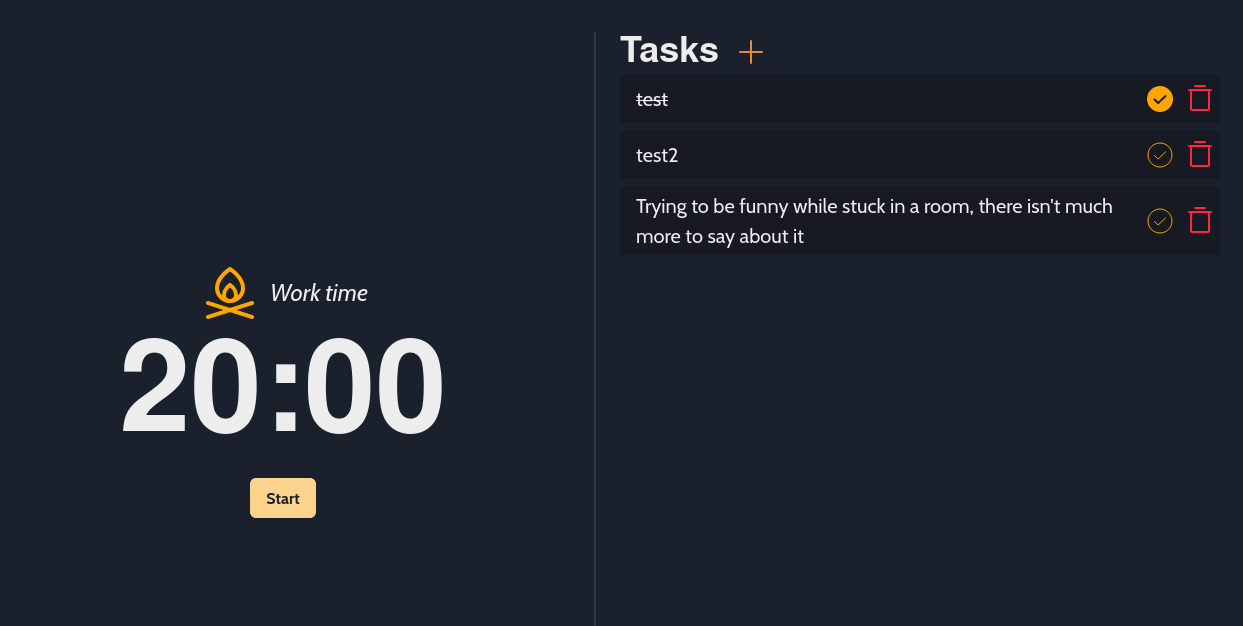 Work time
20:00
Start
Tasks
test
test2
Trying to be funny while stuck in a room, there isn't much
more to say about it